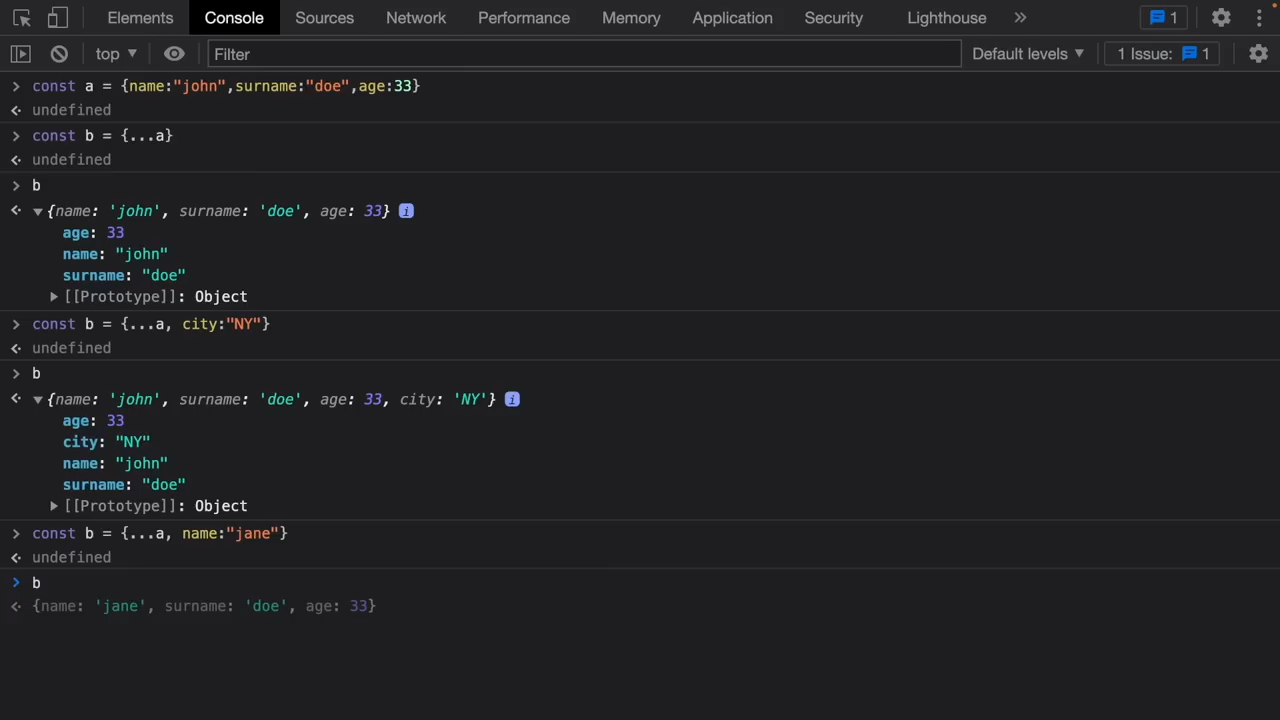 Elements Console Sources Network Performance Memory Application Security Lighthouse 1
top Filter Default levels 1 Issue: 1
const a = {name:"john",surname:"doe",age:33}
undefined
const b = {...a}
undefined
b
{name: 'john', surname: 'doe', age: 33} i
age: 33
name: "john"
surname: "doe"
[[Prototype]]: Object
const b = {...a, city:"NY"}
undefined
b
{name: 'john', surname: 'doe', age: 33, city: 'NY'} i
age: 33
city: "NY"
name: "john"
surname: "doe"
[[Prototype]]: Object
const b = {...a, name:"jane"}
undefined
b
{name: 'jane', surname: 'doe', age: 33}